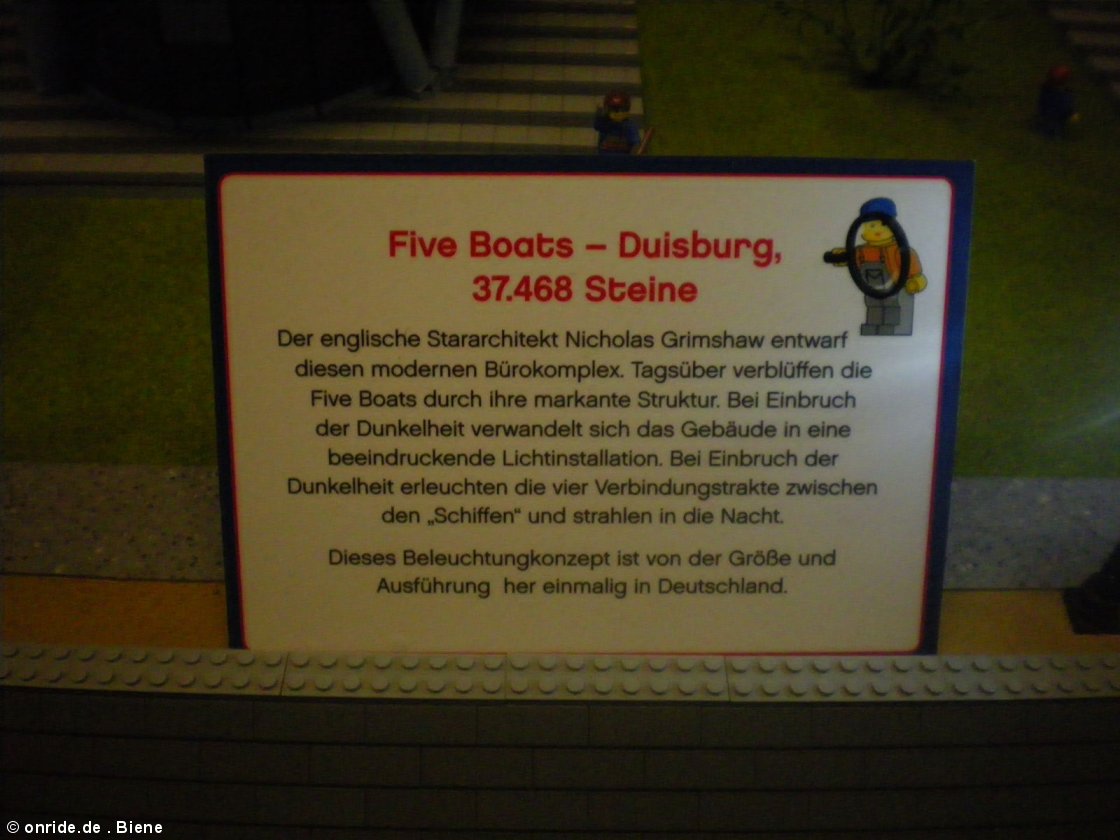 Five Boats – Duisburg,
37.468 Steine
Der englische Stararchitekt Nicholas Grimshaw entwarf
diesen modernen Bürokomplex. Tagsüber verblüffen die
Five Boats durch ihre markante Struktur. Bei Einbruch
der Dunkelheit verwandelt sich das Gebäude in eine
beeindruckende Lichtinstallation. Bei Einbruch der
Dunkelheit erleuchten die vier Verbindungstrakte zwischen
den „Schiffen“ und strahlen in die Nacht.
Dieses Beleuchtungkonzept ist von der Größe und
Ausführung her einmalig in Deutschland.
© onride.de . Biene